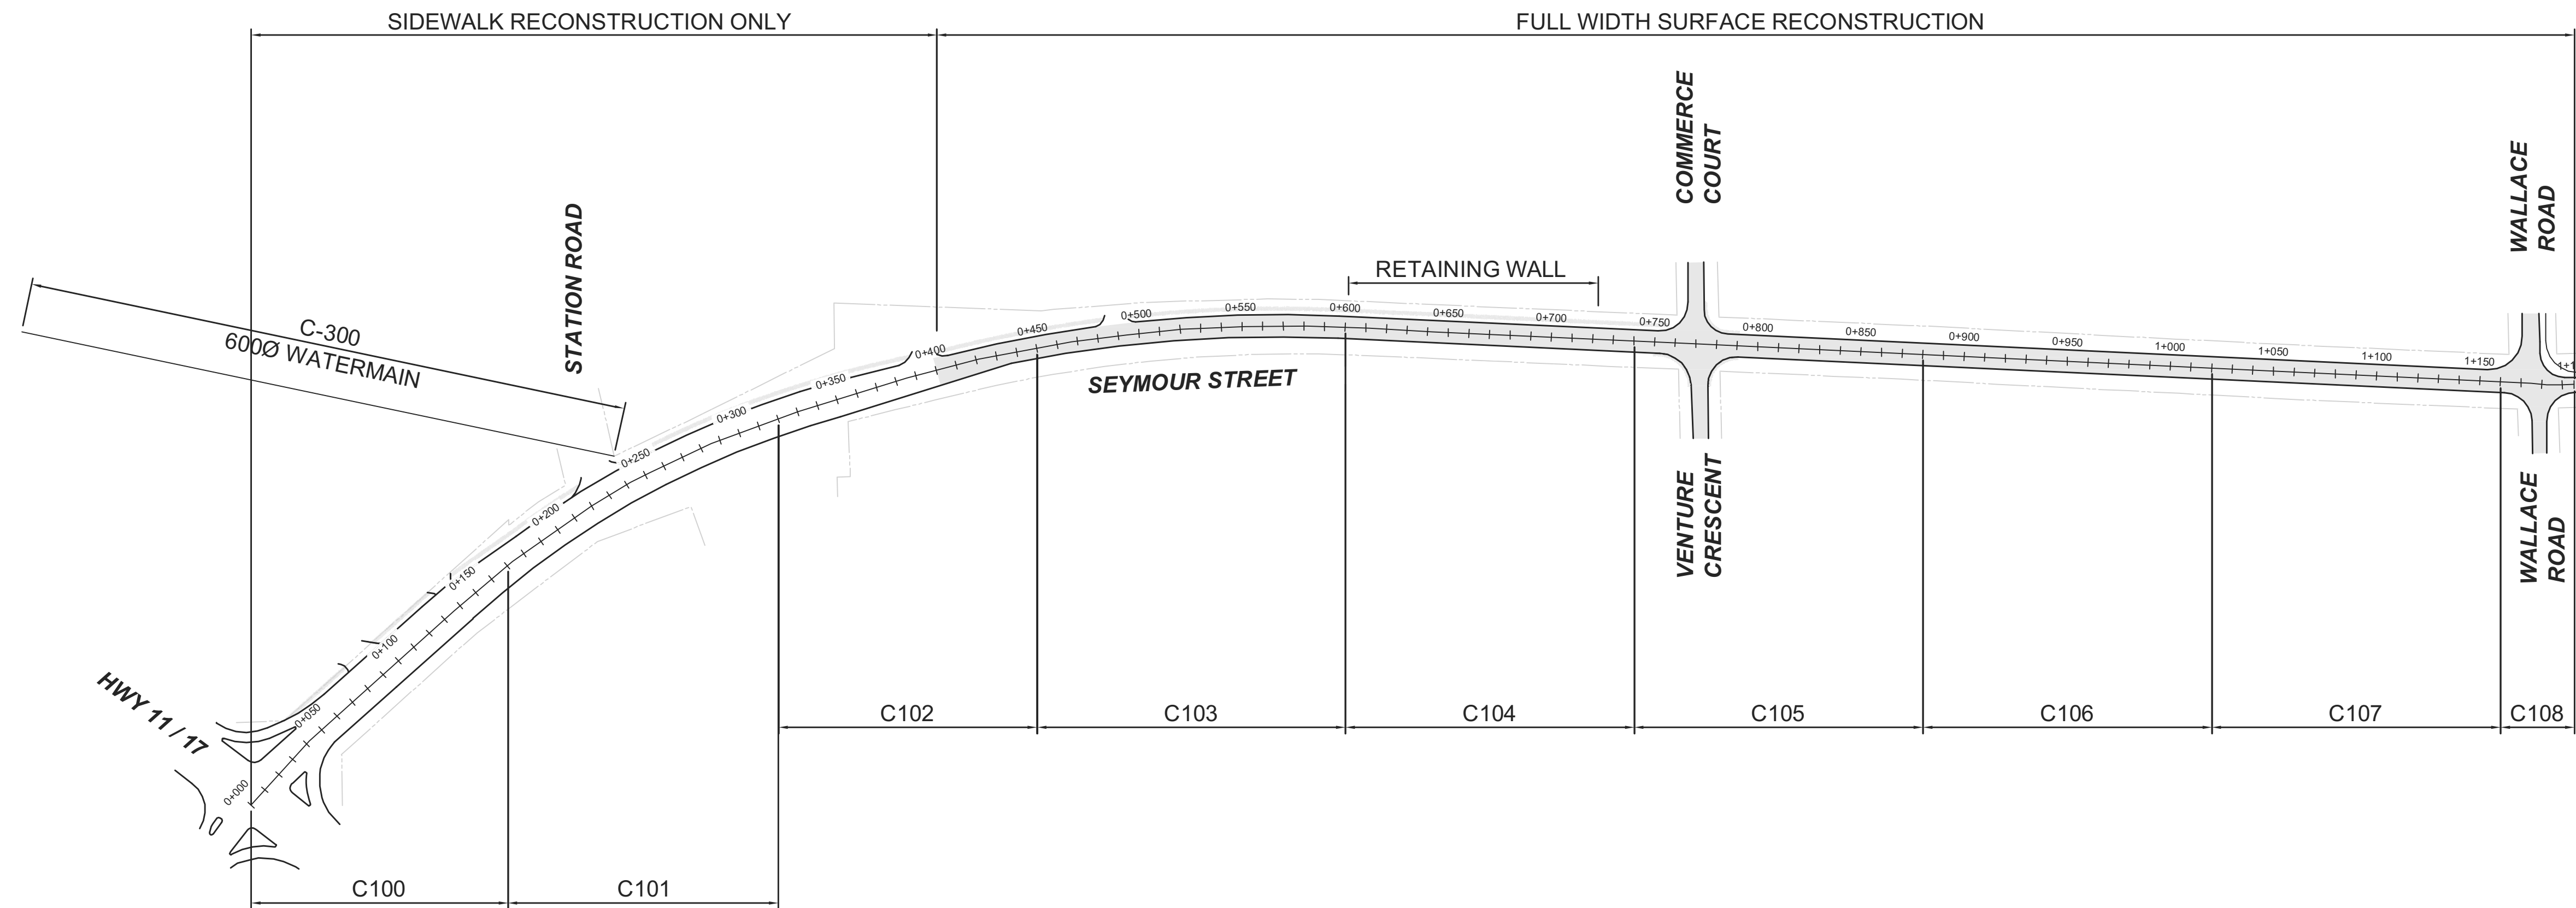 SIDEWALK RECONSTRUCTION ONLY
FULL WIDTH SURFACE RECONSTRUCTION
COMMERCE
COURT
WALLACE
ROAD
STATION ROAD
RETAINING WALL
C-300
600Ø WATERMAIN
0+000
0+050
0+100
0+150
0+200
0+250
0+300
0+350
0+400
0+450
0+500
0+550
0+600
0+650
0+700
0+750
0+800
0+850
0+900
0+950
1+000
1+050
1+100
1+150
SEYMOUR STREET
VENTURE
CRESCENT
WALLACE
ROAD
HWY 11 / 17
C102
C103
C104
C105
C106
C107
C108
C100
C101